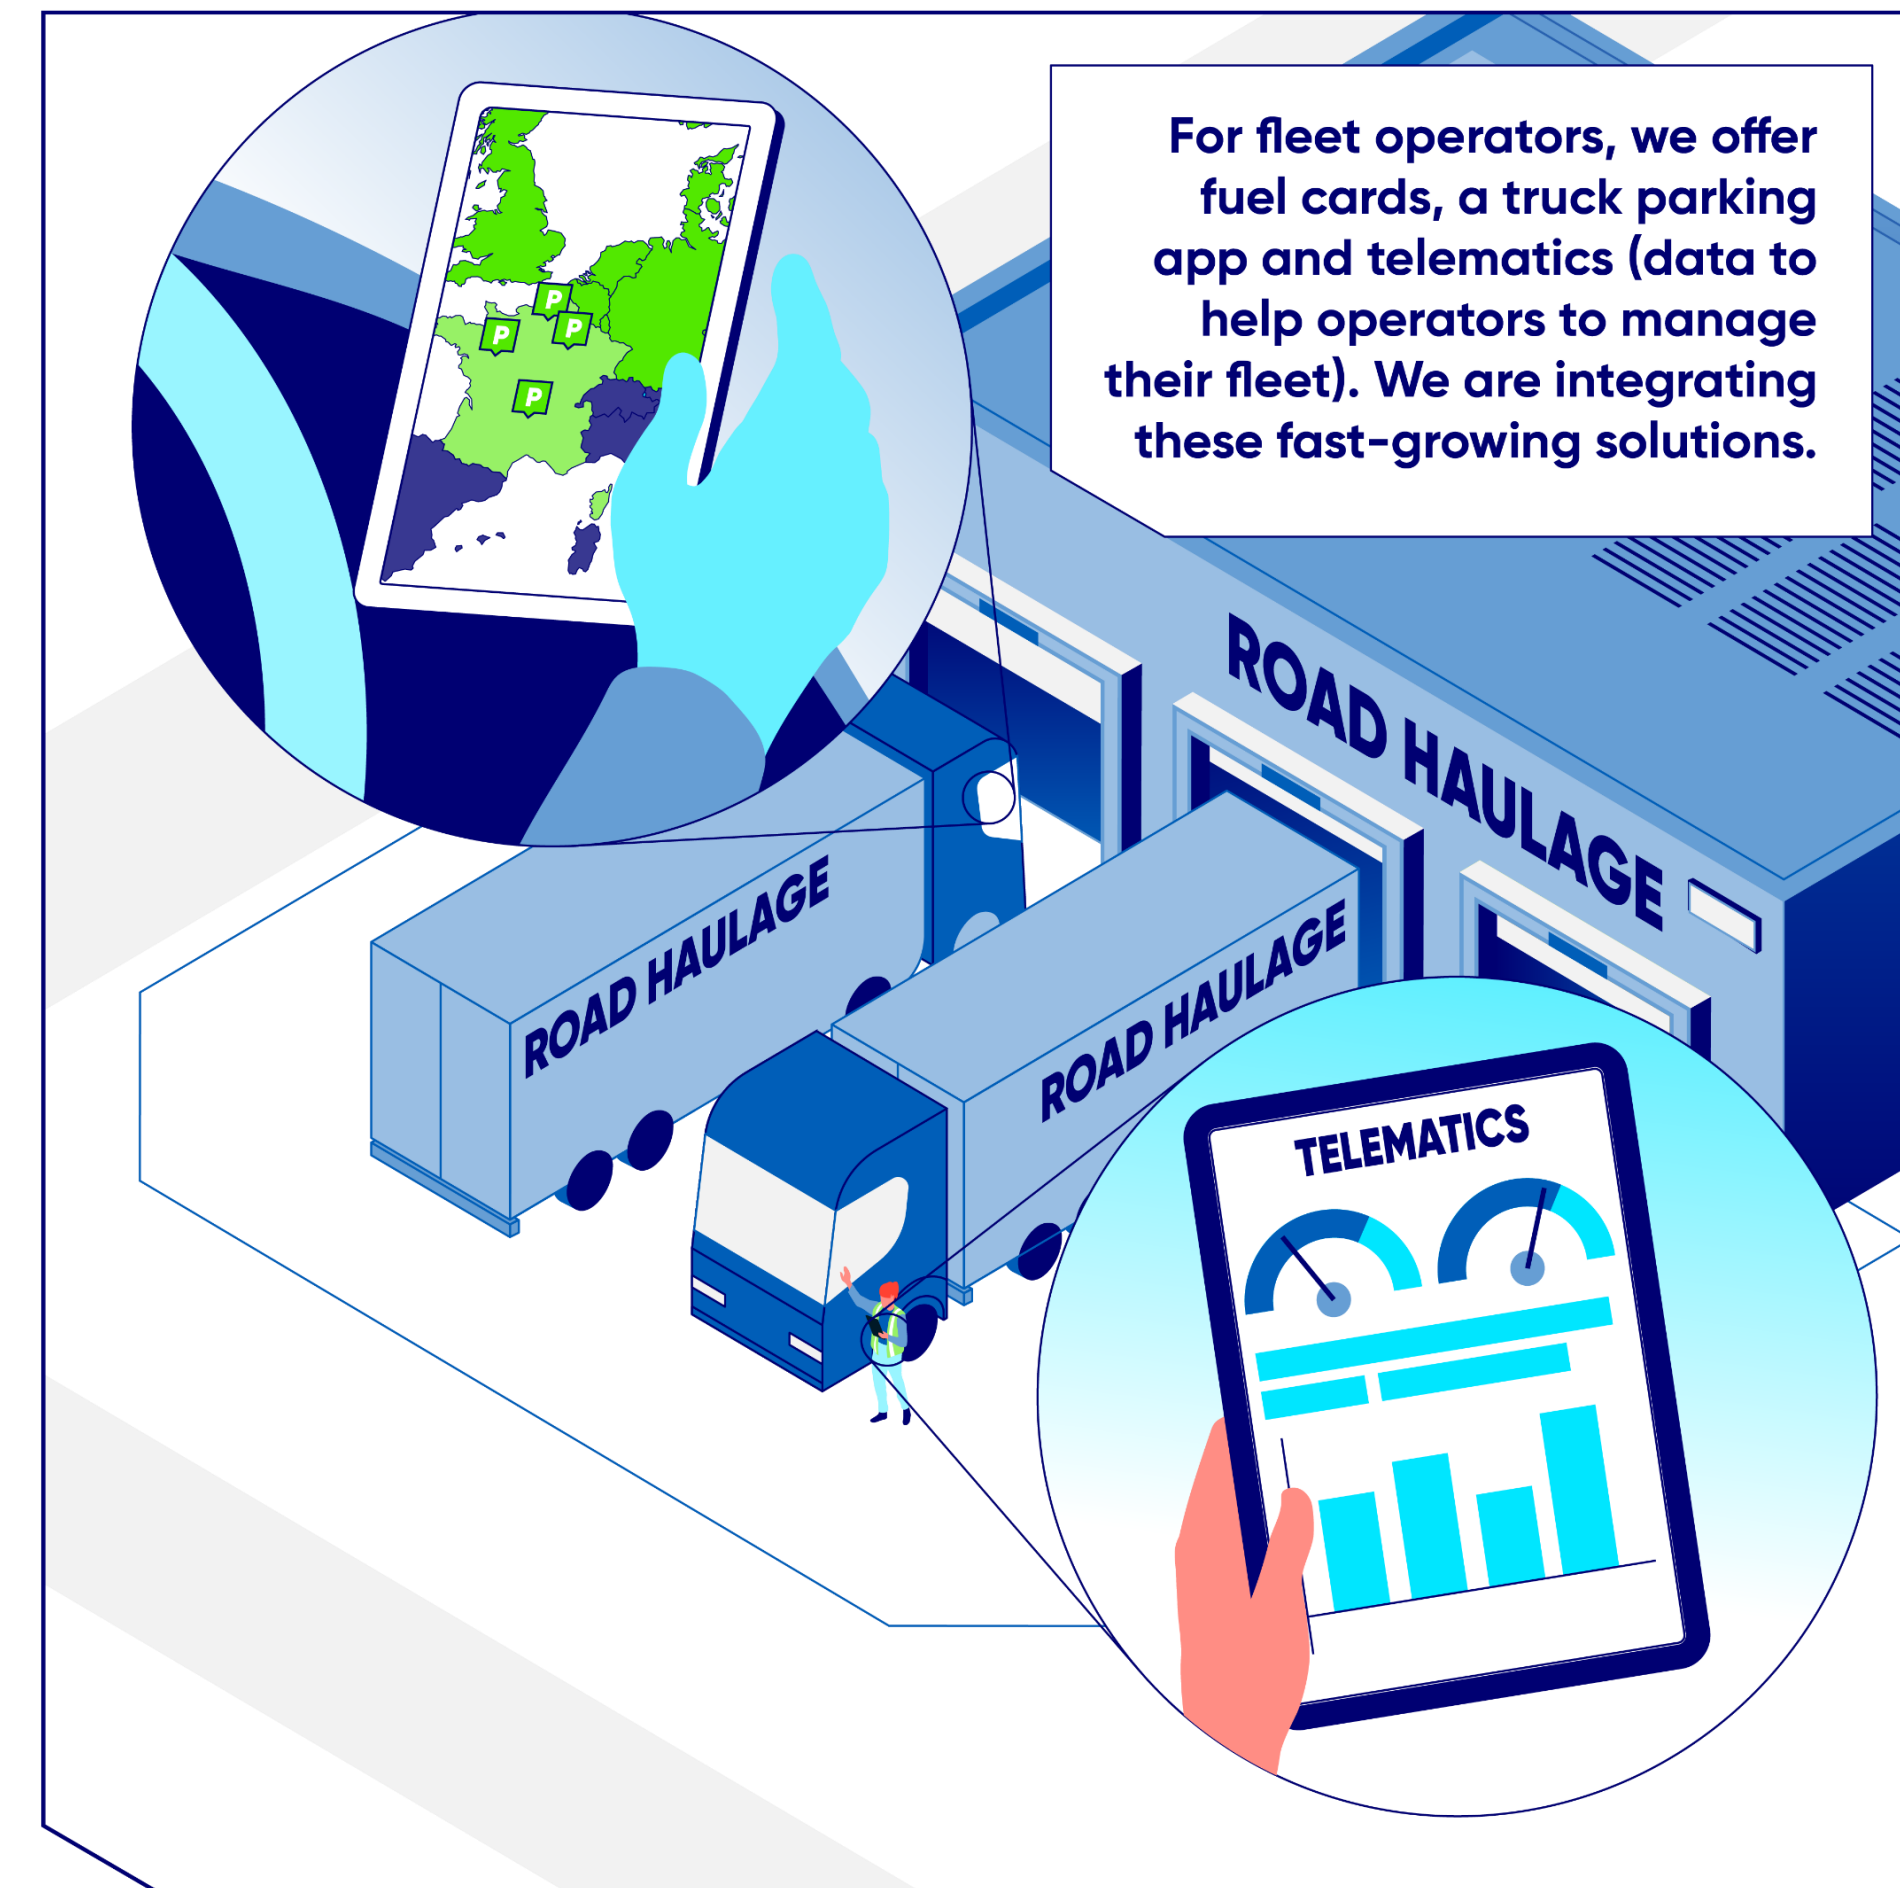 For fleet operators, we offer
fuel cards, a truck parking
app and telematics (data to
help operators to manage
their fleet). We are integrating
these fast-growing solutions.
P
P
P
P
ROAD HAULAGE
ROAD HAULAGE
ROAD HAULAGE
TELEMATICS